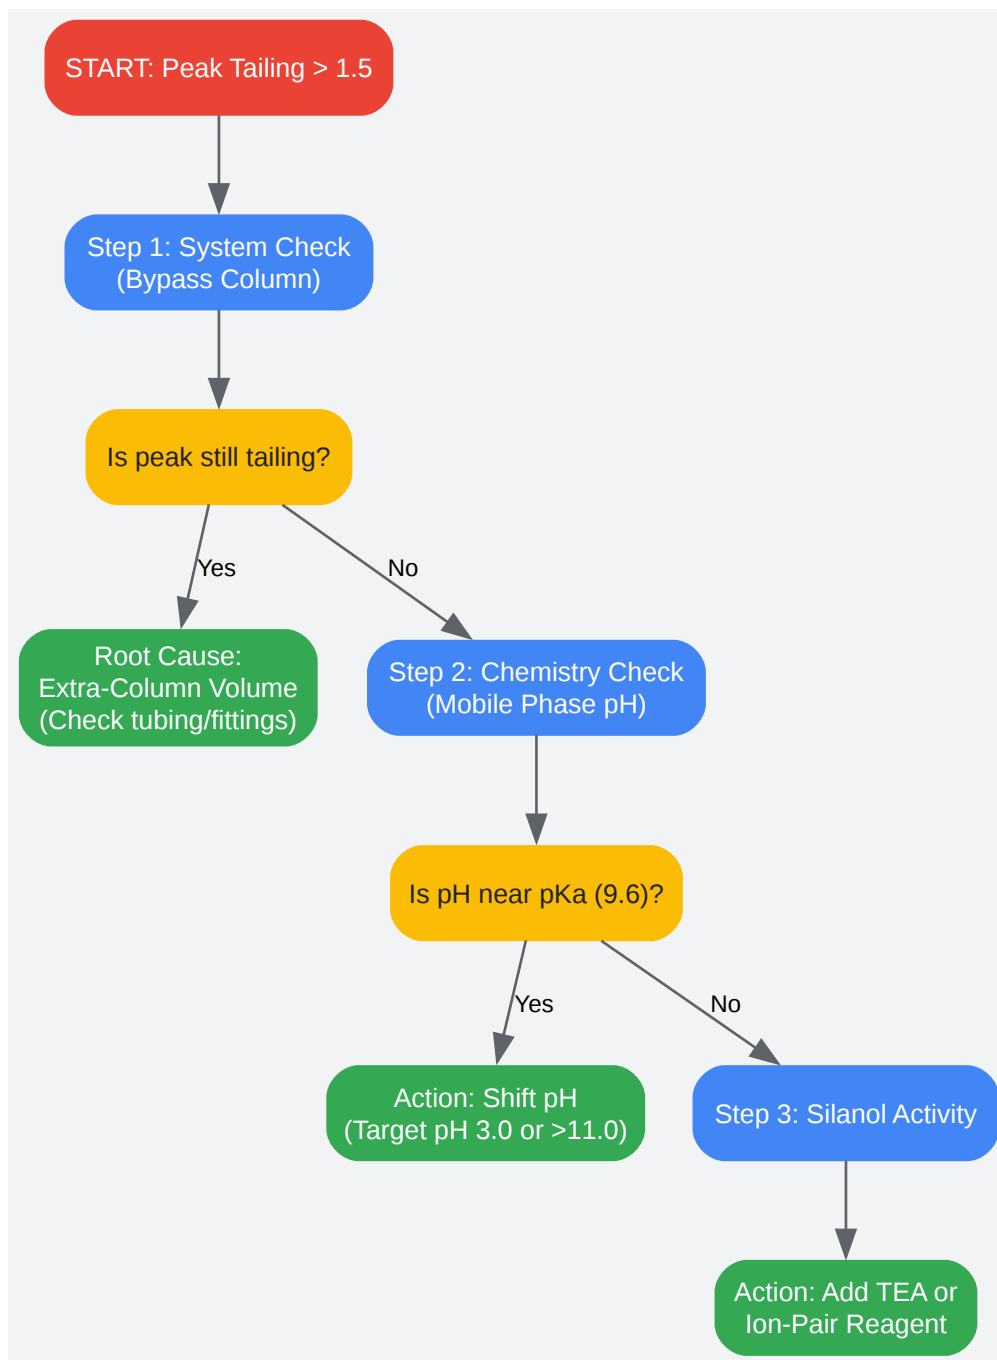 START: Peak Tailing > 1.5
Step 1: System Check
(Bypass Column)
Is peak still tailing?
Yes
No
Root Cause:
Extra-Column Volume
(Check tubing/fittings)
Step 2: Chemistry Check
(Mobile Phase pH)
Is pH near pKa (9.6)?
Yes
No
Action: Shift pH
(Target pH 3.0 or >11.0)
Step 3: Silanol Activity
Action: Add TEA or
Ion-Pair Reagent